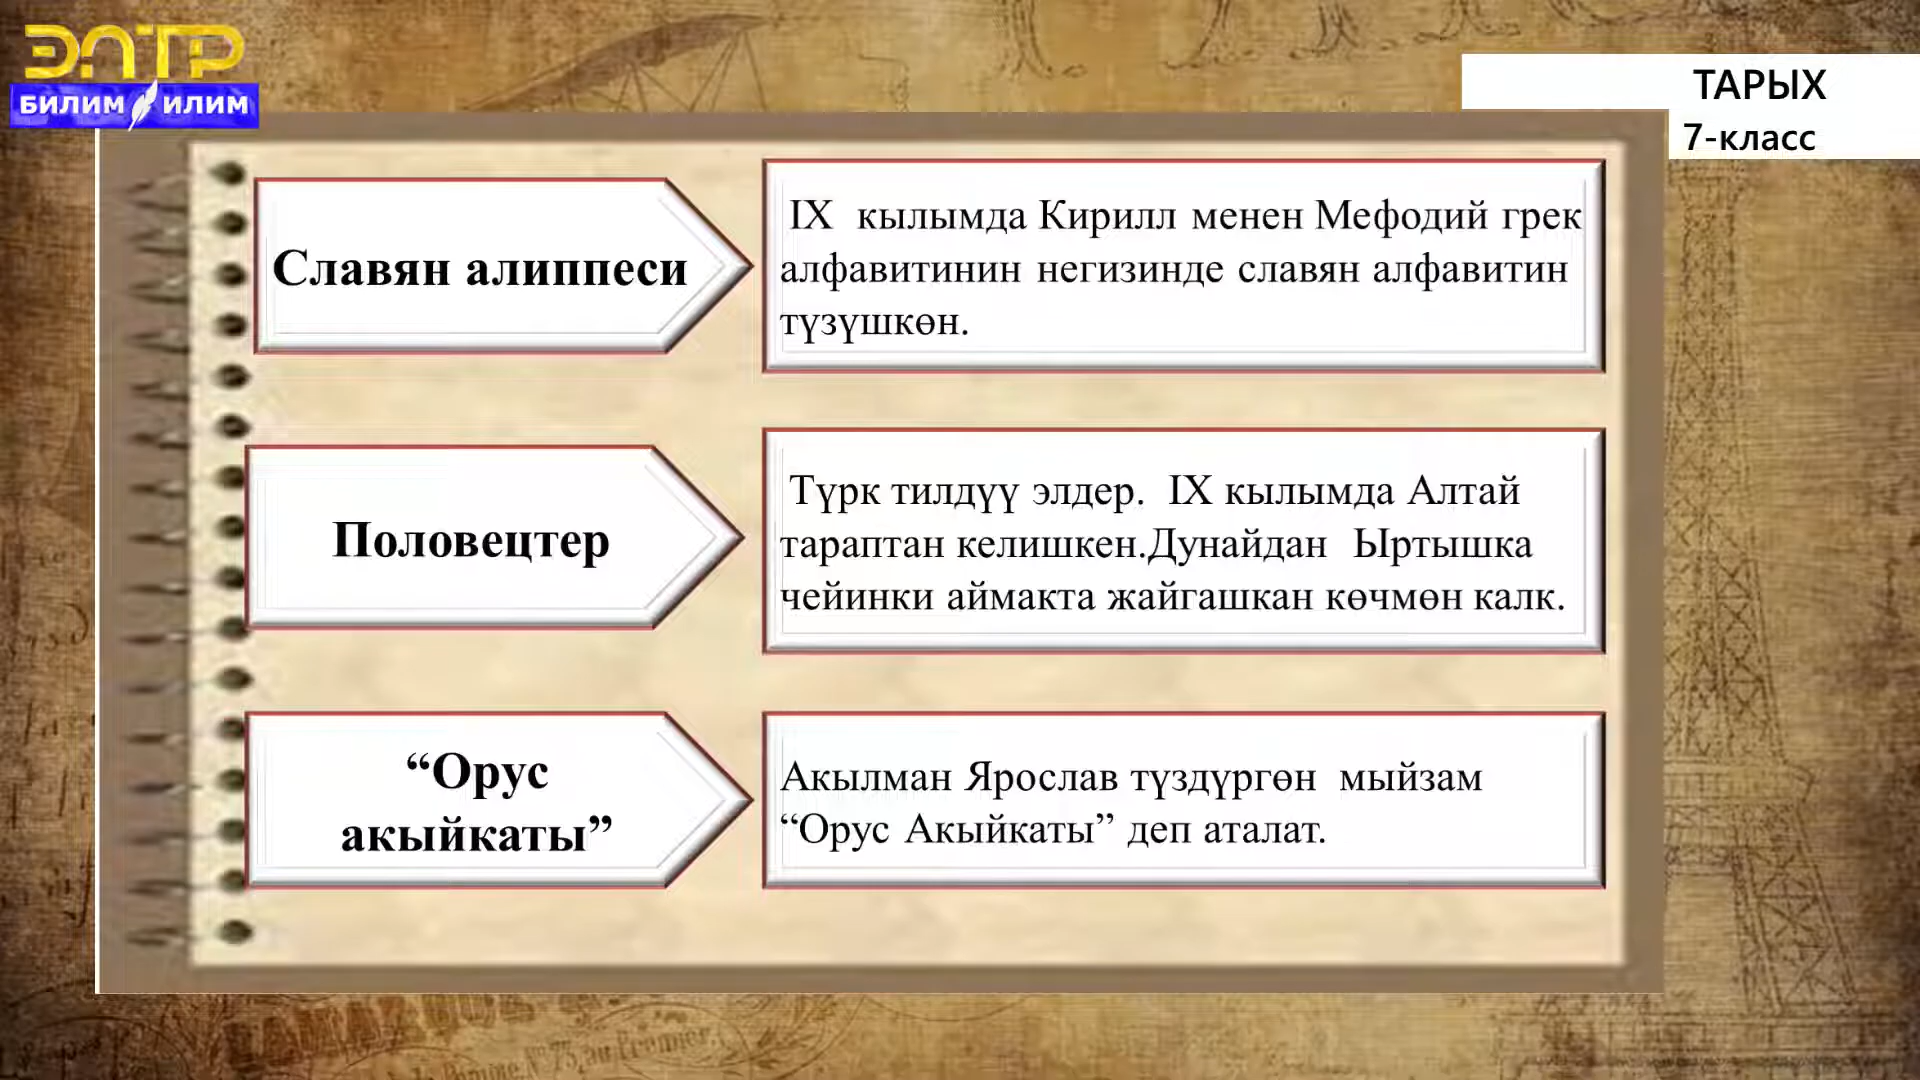 ЭЛТР
БИЛИМ ИЛИМ
ТАРЫХ
7-класс
Славян алиппеси
IX кылымда Кирилл менен Мефодий грек
алфавитинин негизинде славян алфавитин
түзүшкөн.
Половецтер
Түрк тилдүү элдер. IX кылымда Алтай
тараптан келишкен.Дунайдан Ыртышка
чейинки аймакта жайгашкан көчмөн калк.
“Орус
акыйкаты”
Акылман Ярослав түздүргөн мыйзам
“Орус Акыйкаты” деп аталат.